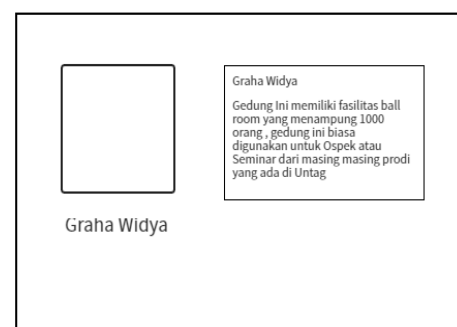 Graha Widya
Gedung Ini memiliki fasilitas ball
room yang menampung 1000
orang , gedung ini biasa
digunakan untuk Ospek atau
Seminar dari masing masing prodi
yang ada di Untag
Graha Widya